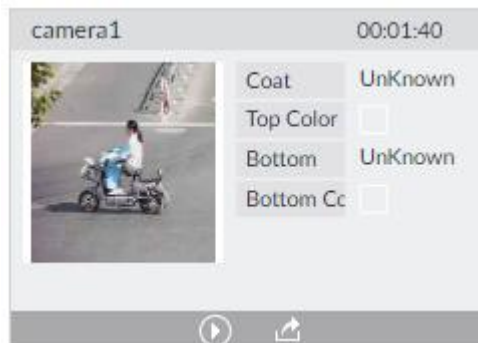 camera1 00:01:40
Coat UnKnown
Top Color
Bottom UnKnown
Bottom Cc